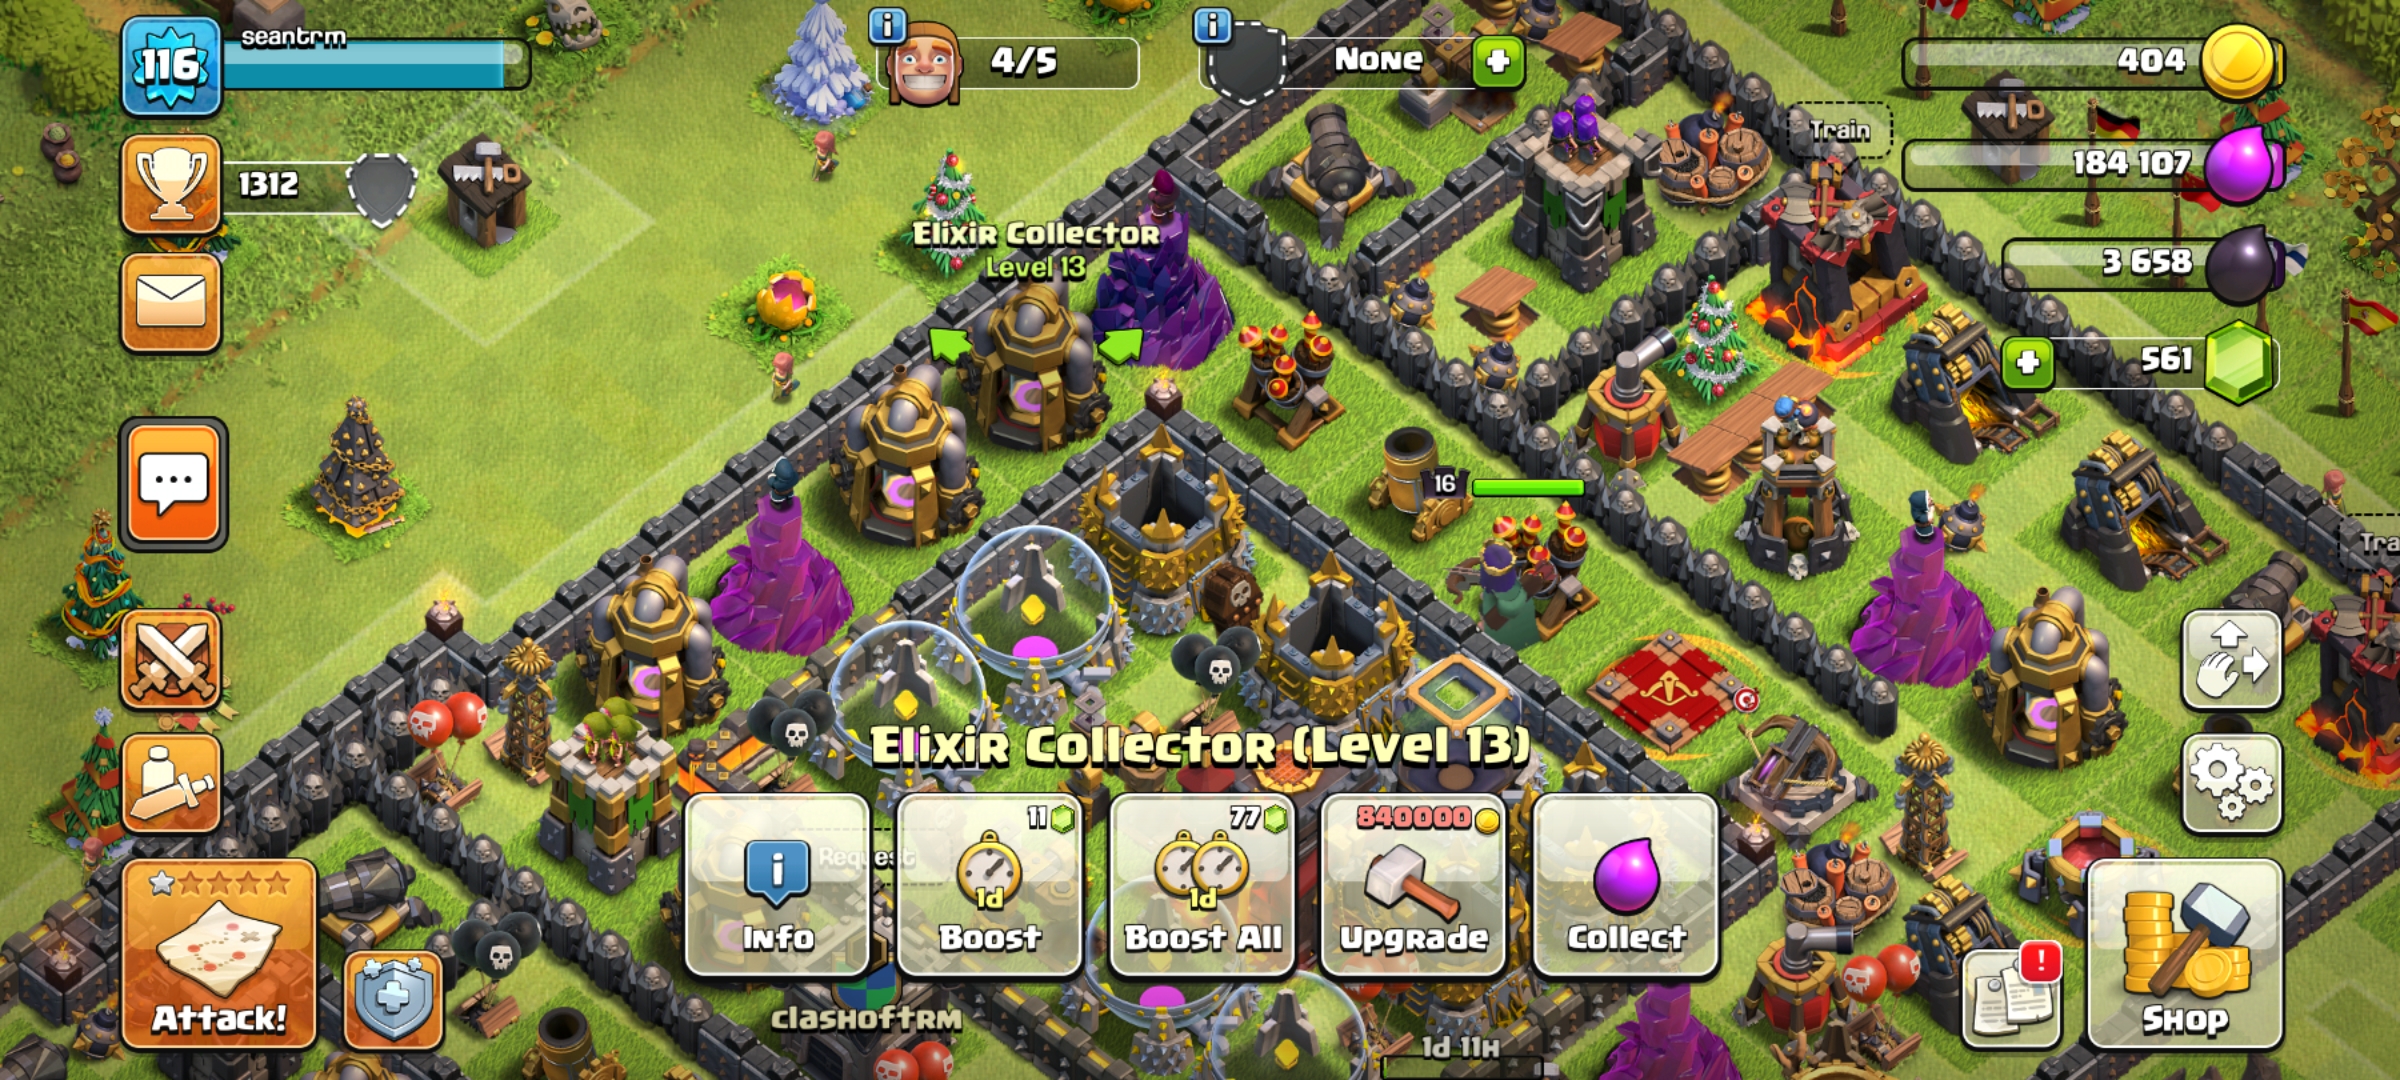 116
seantrm
4/5
None
404
Train
184 107
1312
Elixir Collector
Level 13
3 658
561
16
Tra
Elixir Collector (Level 13)
11
77
840000
1d
1d
Request
Info
Boost
Boost All
Upgrade
Collect
Attack!
clashoftRM
Shop
1d 11H